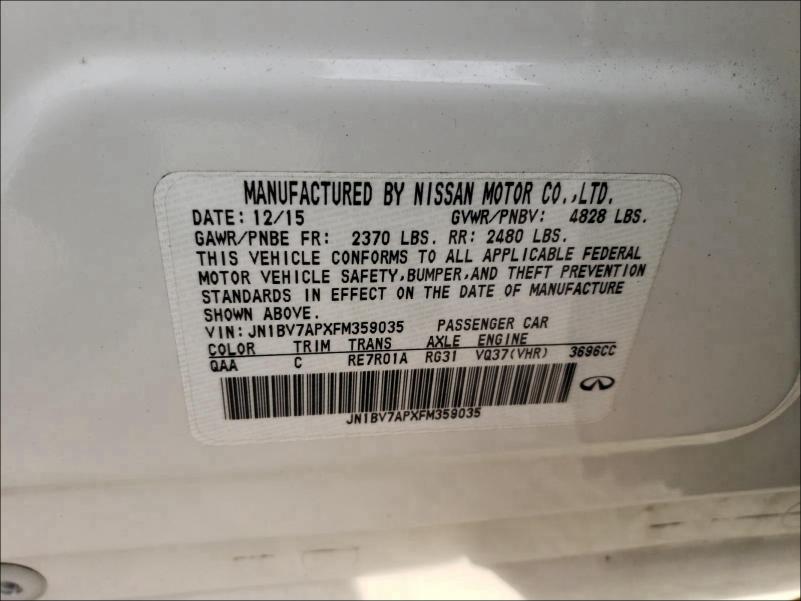 MANUFACTURED BY NISSAN MOTOR CO.,LTD.
DATE: 12/15 GVWR/PNBV: 4828 LBS.
GAWR/PNBE FR: 2370 LBS. RR: 2480 LBS.
THIS VEHICLE CONFORMS TO ALL APPLICABLE FEDERAL
MOTOR VEHICLE SAFETY,BUMPER,AND THEFT PREVENTION
STANDARDS IN EFFECT ON THE DATE OF MANUFACTURE
SHOWN ABOVE.
VIN: JN1BV7APXFM359035 PASSENGER CAR
COLOR TRIM TRANS AXLE ENGINE
QAA C RE7R01A RG31 VQ37(VHR) 3696CC
JN1BV7APXFM359035